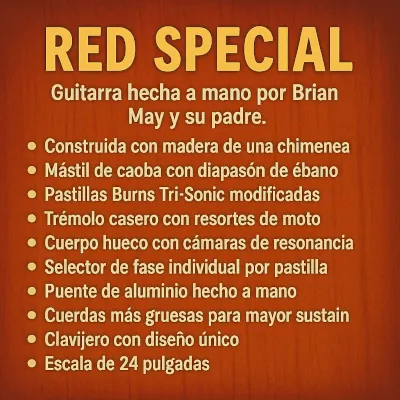 RED SPECIAL
Guitarra hecha a mano por Brian
May y su padre.
• Construida con madera de una chimenea
• Mástil de caoba con diapasón de ébano
• Pastillas Burns Tri-Sonic modificadas
• Trémolo casero con resortes de moto
• Cuerpo hueco con cámaras de resonancia
• Selector de fase individual por pastilla
• Puente de aluminio hecho a mano
• Cuerdas más gruesas para mayor sustain
• Clavijero con diseño único
• Escala de 24 pulgadas